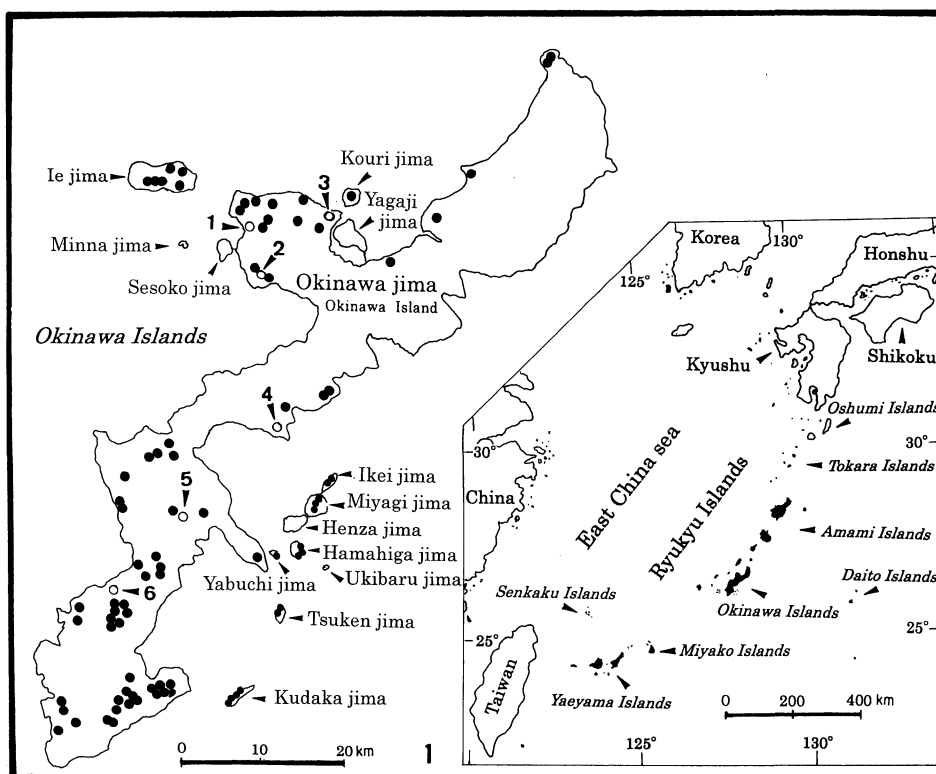 Kouri jima
Ie jima
3
Yagaji
jima
1
Minna jima
2
Sesoko jima
Okinawa jima
Okinawa Island
Okinawa Islands
4
5
Ikei jima
Miyagi jima
Henza jima
Hamahiga jima
Yabuchi jima
Ukibaru jima
6
Tsuken jima
Kudaka jima
0 10 20 km
1
Korea
130°
Honshu
125°
Kyushu
Shikoku
Oshumi Islands
30°
30°
Tokara Islands
China
East China sea
Ryukyu Islands
Amami Islands
Daito Islands
Senkaku Islands
Okinawa Islands
25°
25°
Miyako Islands
Taiwan
Yaeyama Islands
0 200 400 km
125°
130°